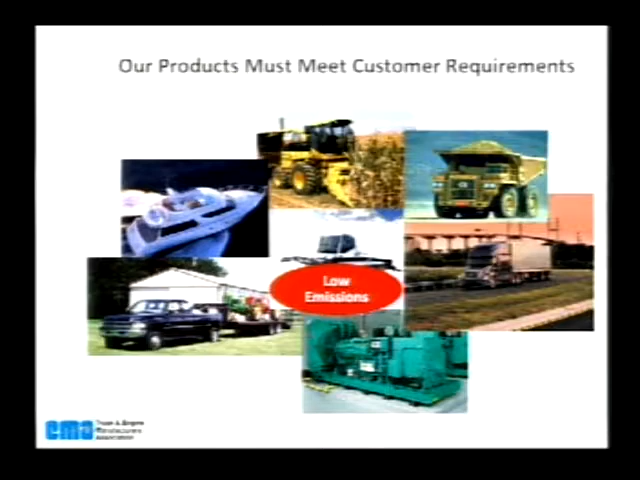 Our Products Must Meet Customer Requirements
Low
Emissions
ema
Truck & Engine
Manufacturers
Association